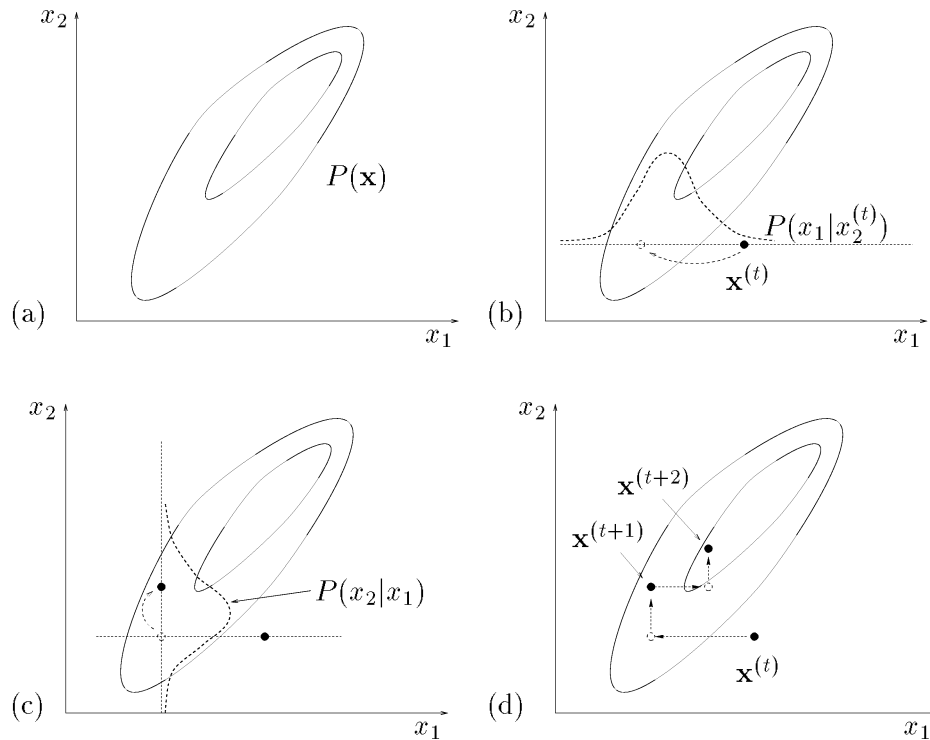 x₂
P(𝐱)
(a)
x₁
x₂
P(x₁|x₂⁽ᵗ⁾)
𝐱⁽ᵗ⁾
(b)
x₁
x₂
P(x₂|x₁)
(c)
x₁
x₂
𝐱⁽ᵗ⁺²⁾
𝐱⁽ᵗ⁺¹⁾
𝐱⁽ᵗ⁾
(d)
x₁